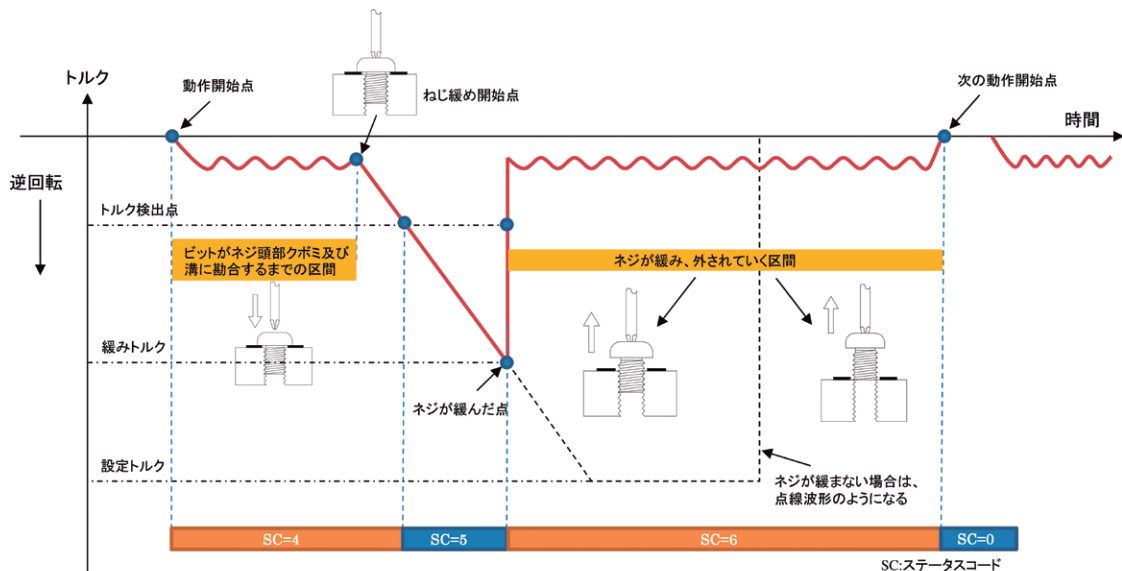 トルク
動作開始点
ねじ緩め開始点
次の動作開始点
時間
逆回転
トルク検出点
ビットがネジ頭部クボミ及び
溝に勘合するまでの区間
ネジが緩み、外されていく区間
緩みトルク
ネジが緩んだ点
設定トルク
ネジが緩まない場合は、
点線波形のようになる
SC=4
SC=5
SC=6
SC=0
SC:ステータスコード